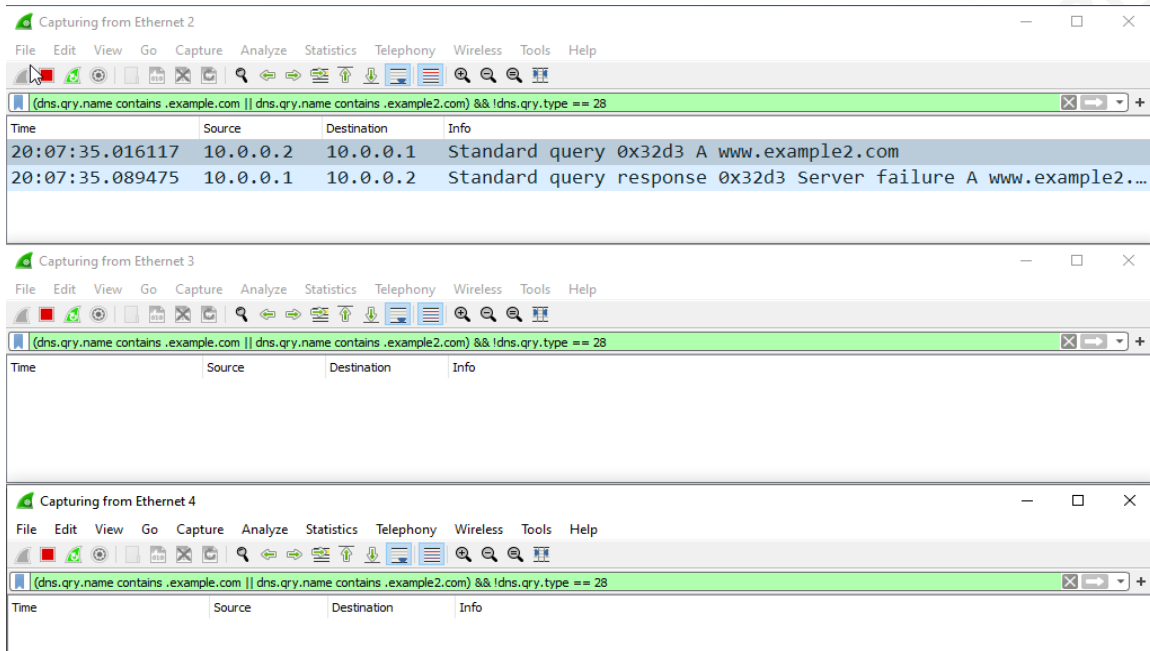 Capturing from Ethernet 2
File Edit View Go Capture Analyze Statistics Telephony Wireless Tools Help
(dns.qry.name contains .example.com || dns.qry.name contains .example2.com) && !dns.qry.type == 28
Time Source Destination Info
20:07:35.016117 10.0.0.2 10.0.0.1 Standard query 0x32d3 A www.example2.com
20:07:35.089475 10.0.0.1 10.0.0.2 Standard query response 0x32d3 Server failure A www.example2.…
Capturing from Ethernet 3
File Edit View Go Capture Analyze Statistics Telephony Wireless Tools Help
(dns.qry.name contains .example.com || dns.qry.name contains .example2.com) && !dns.qry.type == 28
Time Source Destination Info
Capturing from Ethernet 4
File Edit View Go Capture Analyze Statistics Telephony Wireless Tools Help
(dns.qry.name contains .example.com || dns.qry.name contains .example2.com) && !dns.qry.type == 28
Time Source Destination Info